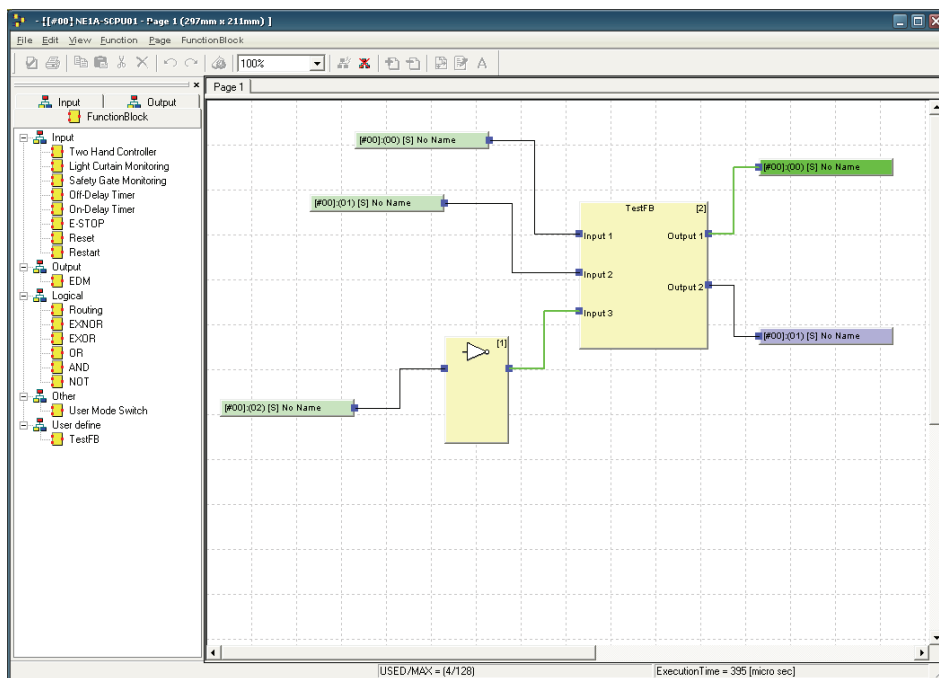 - [[#00] NE1A-SCPU01 - Page 1 (297mm x 211mm) ]
File Edit View Function Page FunctionBlock
100%
Input
Output
FunctionBlock
Input
Two Hand Controller
Light Curtain Monitoring
Safety Gate Monitoring
Off-Delay Timer
On-Delay Timer
E-STOP
Reset
Restart
Output
EDM
Logical
Routing
EXNOR
EXOR
OR
AND
NOT
Other
User Mode Switch
User define
TestFB
Page 1
[#00]:(00) [S] No Name
[#00]:(01) [S] No Name
[#00]:(02) [S] No Name
[1]
TestFB [2]
Input 1 Output 1
Input 2 Output 2
Input 3
[#00]:(00) [S] No Name
[#00]:(01) [S] No Name
USED/MAX = (4/128)
ExecutionTime = 395 [micro sec]